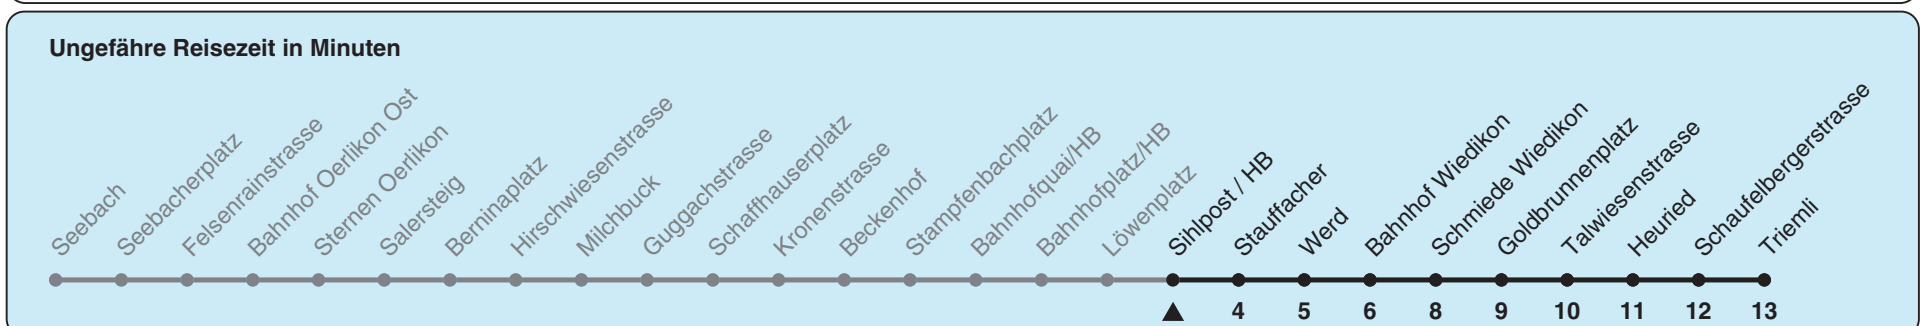 Ungefähre Reisezeit in Minuten
Seebach
Seebacherplatz
Felsenrainstrasse
Bahnhof Oerlikon Ost
Sternen Oerlikon
Salersteig
Berninaplatz
Hirschwiesenstrasse
Milchbuck
Guggachstrasse
Schaffhauserplatz
Kronenstrasse
Beckenhof
Stampfenbachplatz
Bahnhofquai/HB
Bahnhofplatz/HB
Löwenplatz
Sihlpost / HB
Stauffacher
Werd
Bahnhof Wiedikon
Schmiede Wiedikon
Goldbrunnenplatz
Talwiesenstrasse
Heuried
Schaufelbergerstrasse
Triemli
4 5 6 8 9 10 11 12 13